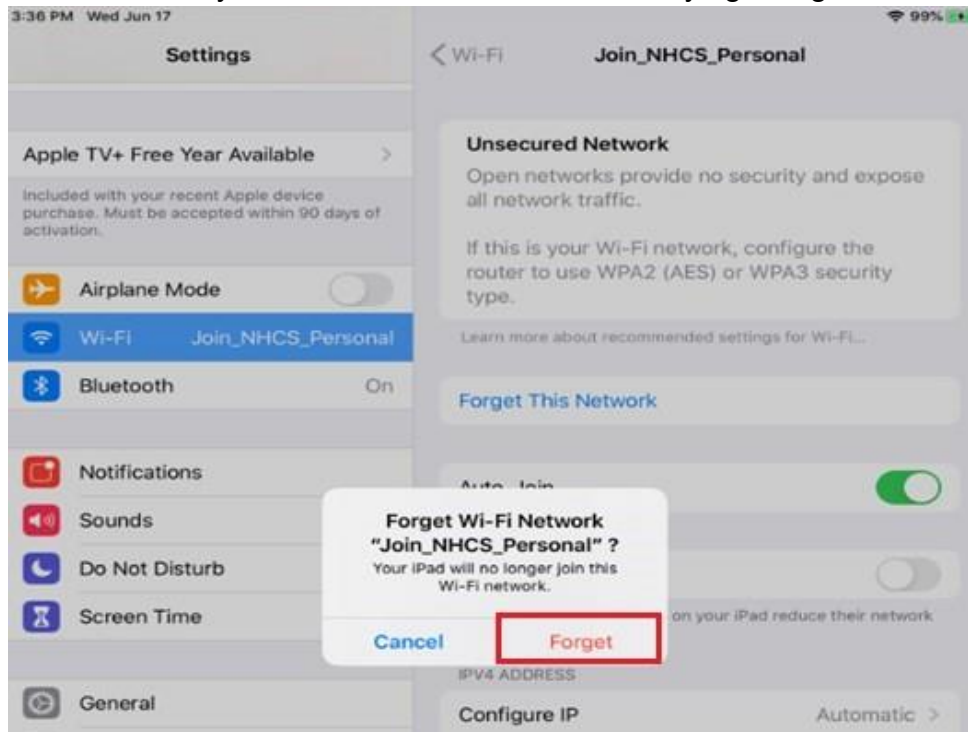 3:36 PM Wed Jun 17
99%
Settings
Wi-Fi
Join_NHCS_Personal
Apple TV+ Free Year Available
Included with your recent Apple device
purchase. Must be accepted within 90 days of
activation.
Airplane Mode
Wi-Fi Join_NHCS_Personal
Bluetooth On
Notifications
Sounds
Do Not Disturb
Screen Time
General
Unsecured Network
Open networks provide no security and expose
all network traffic.
If this is your Wi-Fi network, configure the
router to use WPA2 (AES) or WPA3 security
type.
Learn more about recommended settings for Wi-Fi...
Forget This Network
Auto-Join
on your iPad reduce their network
IPV4 ADDRESS
Configure IP Automatic
Forget Wi-Fi Network
"Join_NHCS_Personal" ?
Your iPad will no longer join this
Wi-Fi network.
Cancel Forget